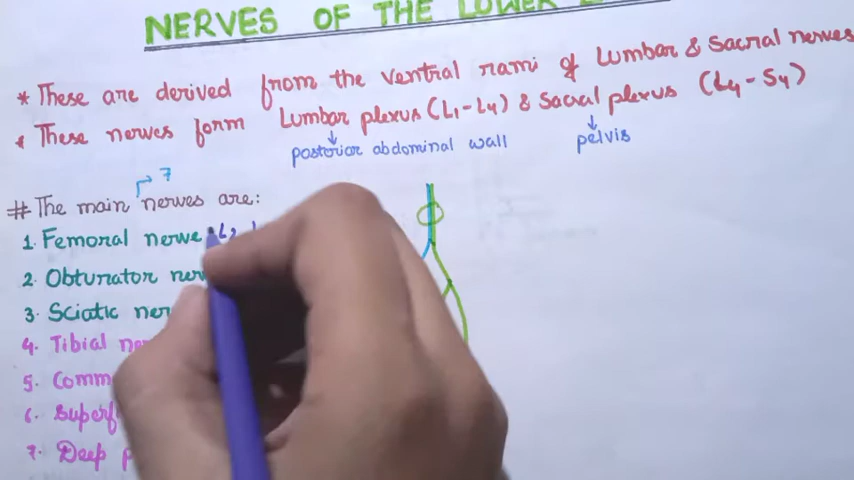 NERVES OF THE LOWER
* These are derived from the ventral rami of Lumbar & Sacral nerves
* These nerves form Lumbar plexus (L1-L4) & Sacral plexus (L4-S4)
↓ posterior abdominal wall ↓ pelvis
→ 7
# The main nerves are:
1. Femoral nerve
2. Obturator
3. Sciatic
4. Tibial
5.
6.
7. Deep